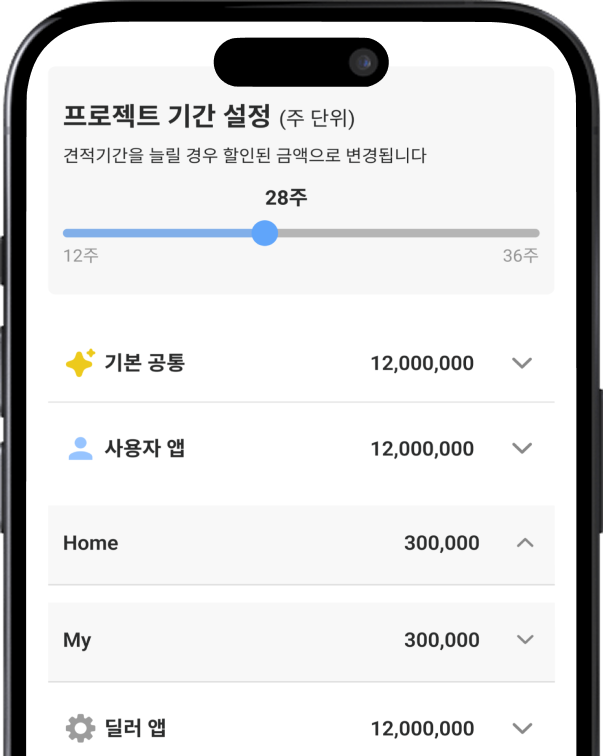 프로젝트 기간 설정 (주 단위)
견적기간을 늘릴 경우 할인된 금액으로 변경됩니다
28주
12주 36주
기본 공통 12,000,000
사용자 앱 12,000,000
Home 300,000
My 300,000
딜러 앱 12,000,000